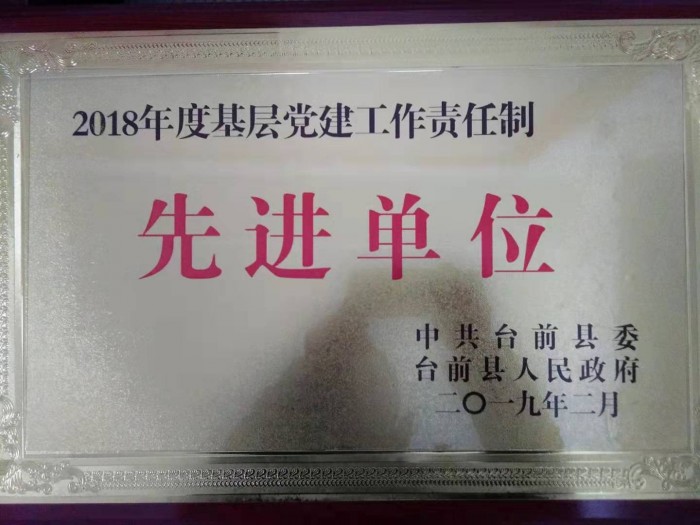 2018年度基层党建工作责任制
先进单位
中共台前县委
台前县人民政府
二〇一九年二月